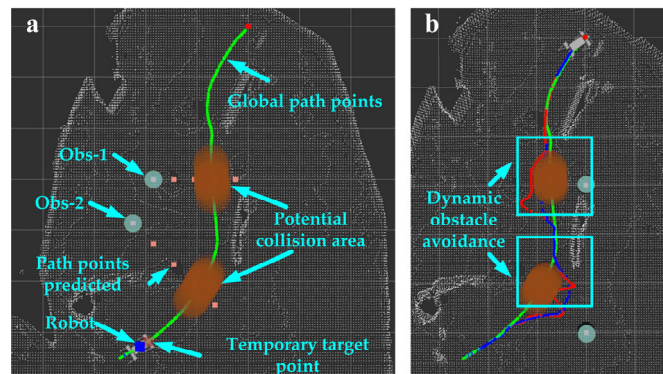 a
Global path points
Obs-1
Obs-2
Potential
collision area
Path points
predicted
Robot
Temporary target
point
b
Dynamic
obstacle
avoidance